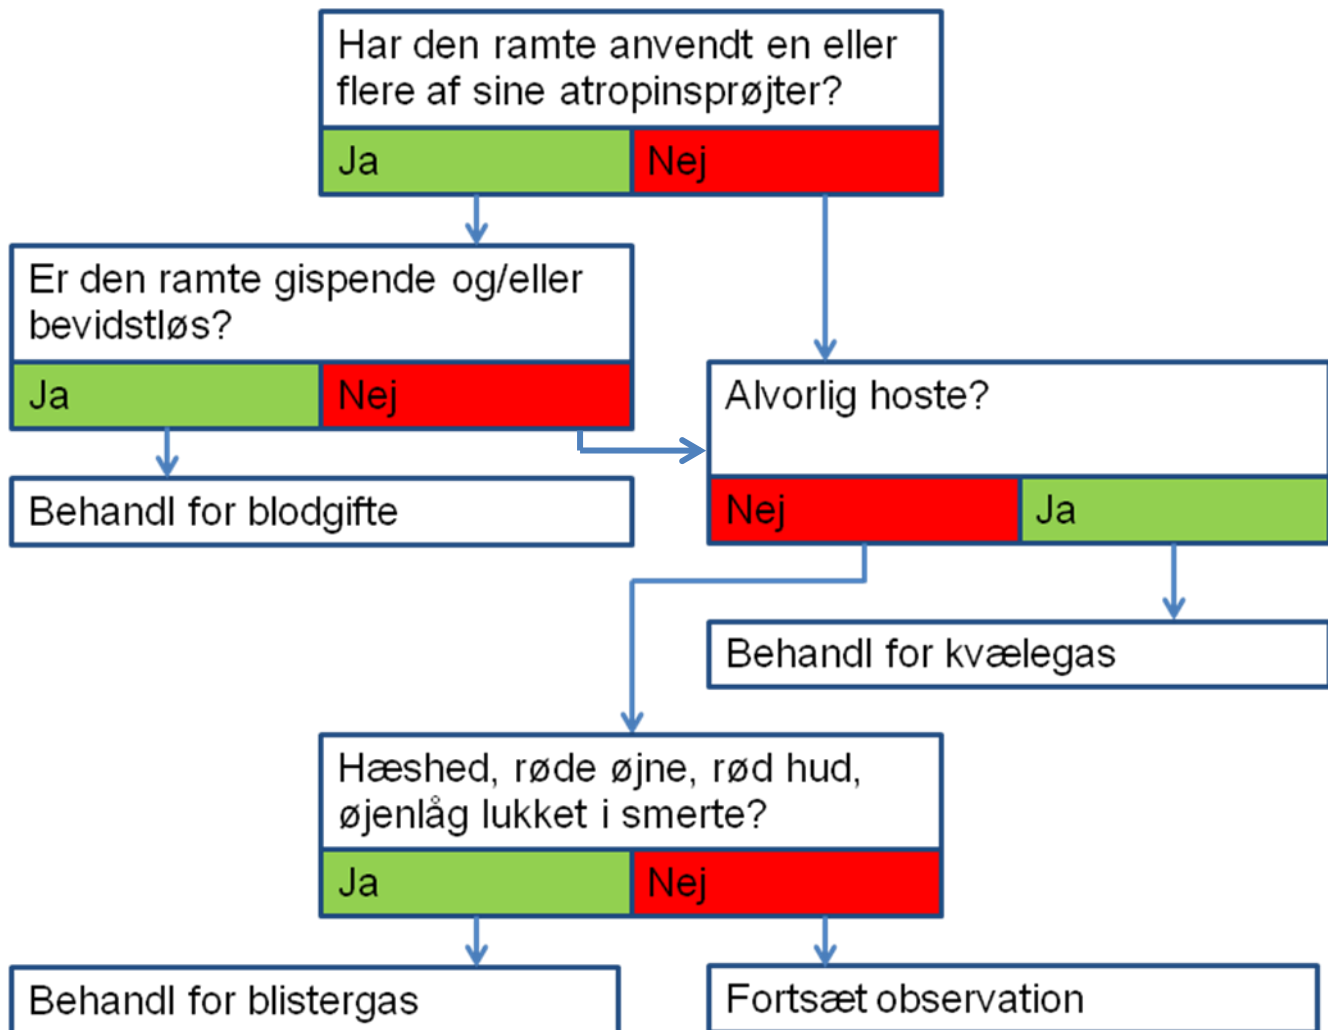 Har den ramte anvendt en eller
flere af sine atropinsprøjter?
Ja
Nej
Er den ramte gispende og/eller
bevidstløs?
Ja
Nej
Behandl for blodgifte
Alvorlig hoste?
Nej
Ja
Behandl for kvælegas
Hæshed, røde øjne, rød hud,
øjenlåg lukket i smerte?
Ja
Nej
Behandl for blistergas
Fortsæt observation